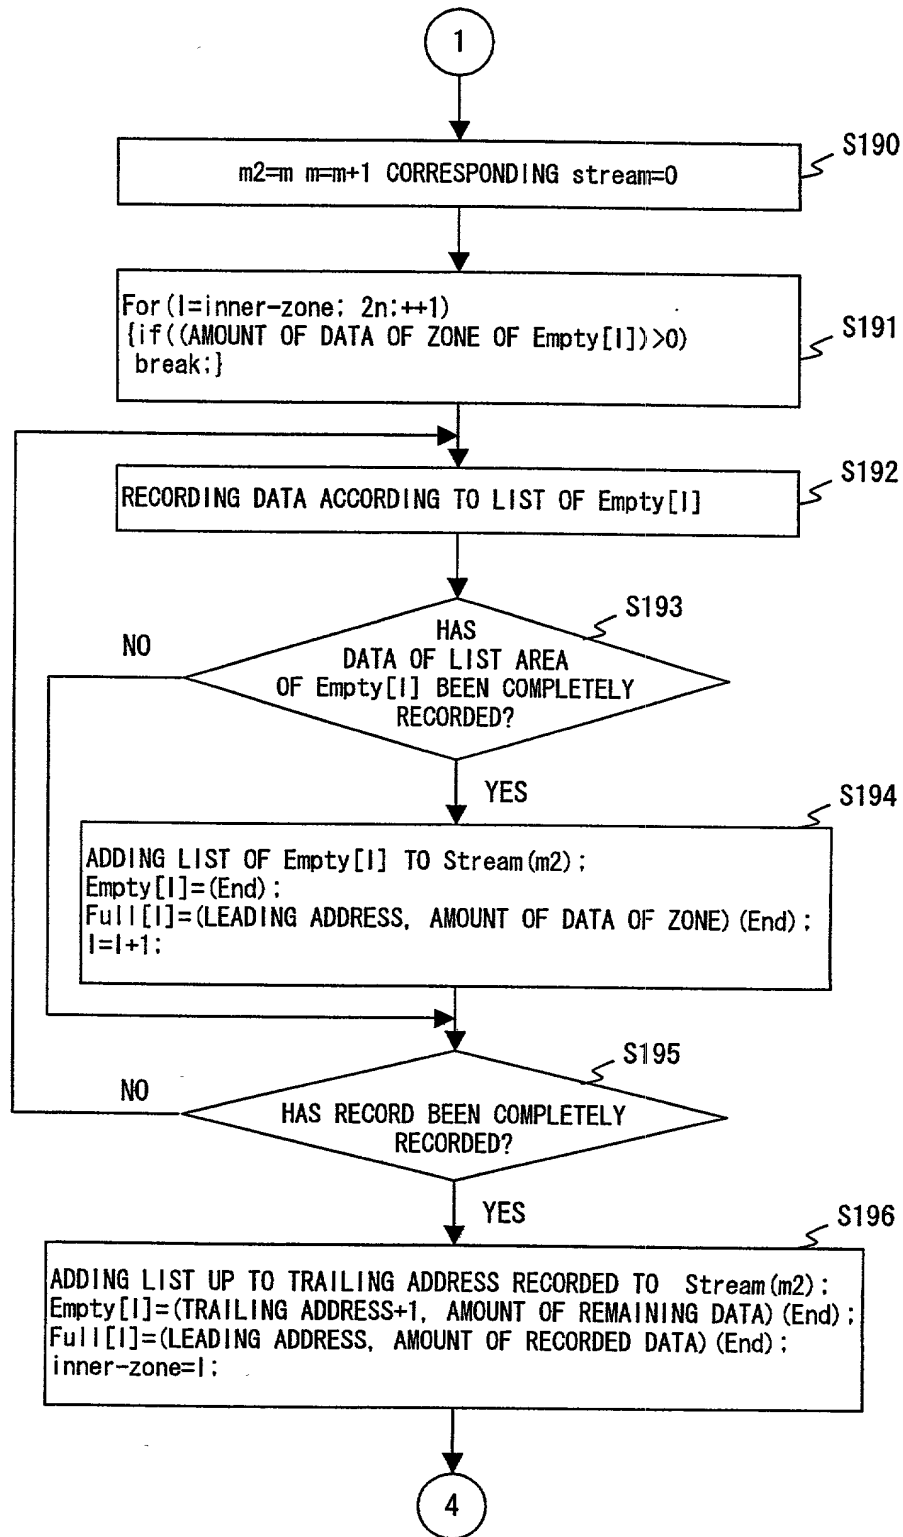 1
S190
m2=m m=m+1 CORRESPONDING stream=0
For(I=inner-zone; 2n;++1)
{if((AMOUNT OF DATA OF ZONE OF Empty[I])>0)
break;}
S191
S192
RECORDING DATA ACCORDING TO LIST OF Empty[I]
S193
NO
HAS
DATA OF LIST AREA
OF Empty[I] BEEN COMPLETELY
RECORDED?
YES
S194
ADDING LIST OF Empty[I] TO Stream(m2);
Empty[I]=(End);
Full[I]=(LEADING ADDRESS, AMOUNT OF DATA OF ZONE)(End);
I=I+1;
S195
NO
HAS RECORD BEEN COMPLETELY
RECORDED?
YES
S196
ADDING LIST UP TO TRAILING ADDRESS RECORDED TO Stream(m2);
Empty[I]=(TRAILING ADDRESS+1, AMOUNT OF REMAINING DATA)(End);
Full[I]=(LEADING ADDRESS, AMOUNT OF RECORDED DATA)(End);
inner-zone=I;
4